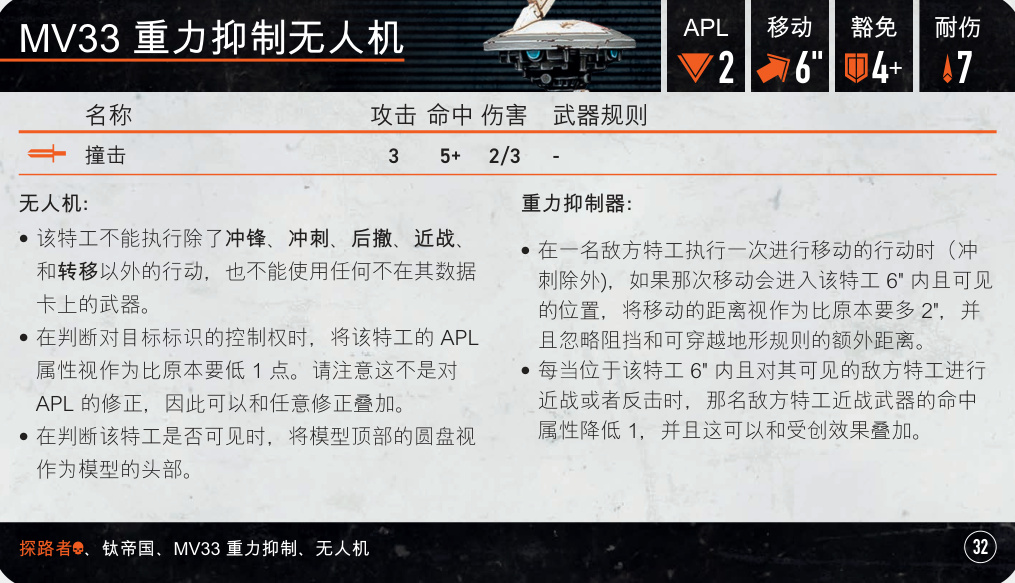 MV33 重力抑制无人机
APL 移动 豁免 耐伤
2 6" 4+ 7
名称 攻击 命中 伤害 武器规则
撞击 3 5+ 2/3 -
无人机:
• 该特工不能执行除了冲锋、冲刺、后撤、近战、
和转移以外的行动，也不能使用任何不在其数据
卡上的武器。
• 在判断对目标标识的控制权时，将该特工的 APL
属性视作为比原本要低 1 点。请注意这不是对
APL 的修正，因此可以和任意修正叠加。
• 在判断该特工是否可见时，将模型顶部的圆盘视
作为模型的头部。
重力抑制器:
• 在一名敌方特工执行一次进行移动的行动时（冲
刺除外)，如果那次移动会进入该特工 6" 内且可见
的位置，将移动的距离视作为比原本要多 2"，并
且忽略阻挡和可穿越地形规则的额外距离。
• 每当位于该特工 6" 内且对其可见的敌方特工进行
近战或者反击时，那名敌方特工近战武器的命中
属性降低 1，并且这可以和受创效果叠加。
探路者、钛帝国、MV33 重力抑制、无人机
32